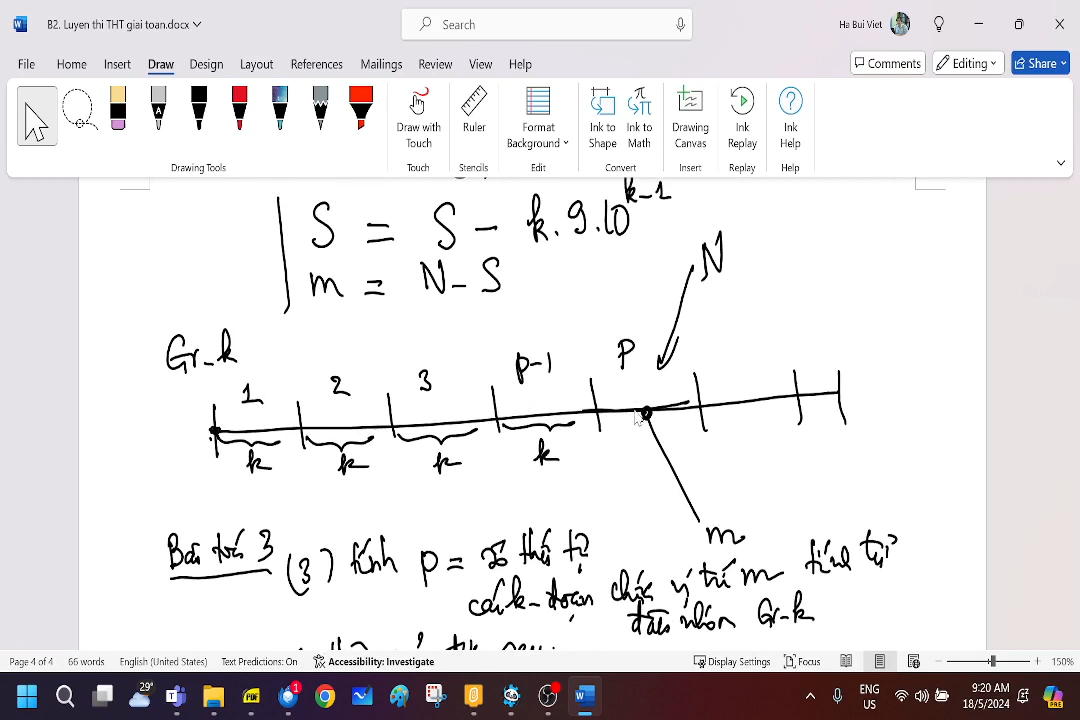 B2. Luyen thi THT giai toan.docx
Search
Ha Bui Viet
File Home Insert Draw Design Layout References Mailings Review View Help
Comments Editing Share
Draw with Touch
Ruler
Format Background
Ink to Shape
Ink to Math
Drawing Canvas
Ink Replay
Ink Help
Drawing Tools Touch Stencils Edit Convert Insert Replay Help
S = S - k.9.10^{k-1}
m = N - S
N
Gr-k
1 2 3 p-1 P
k k k k
m
Bài toán 3 (3) tính p = số thứ tự
của k-đoạn chứa vị trí m tính từ
đầu nhóm Gr-k
Page 4 of 4 66 words English (United States) Text Predictions: On Accessibility: Investigate Display Settings Focus 150%
29° PDF 1 ENG US 9:20 AM 18/5/2024 PRE